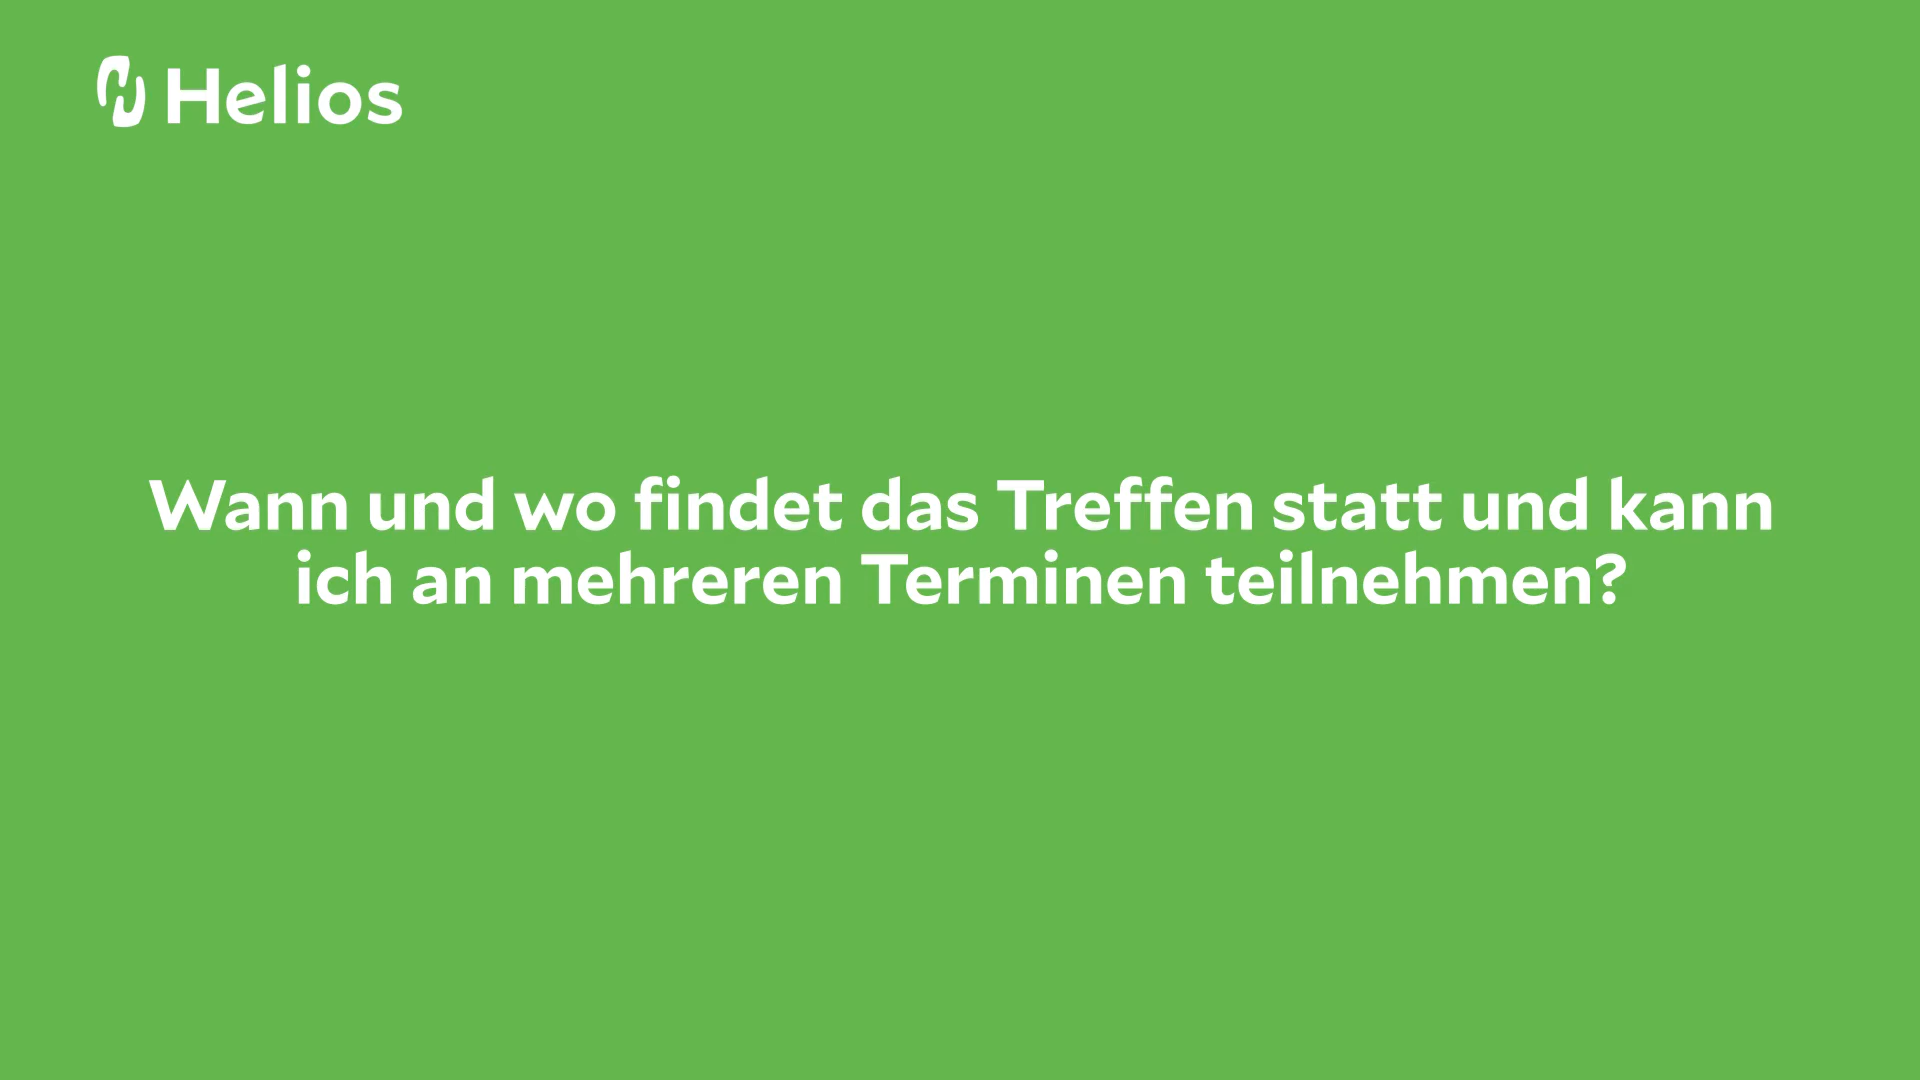 Helios
Wann und wo findet das Treffen statt und kann
ich an mehreren Terminen teilnehmen?